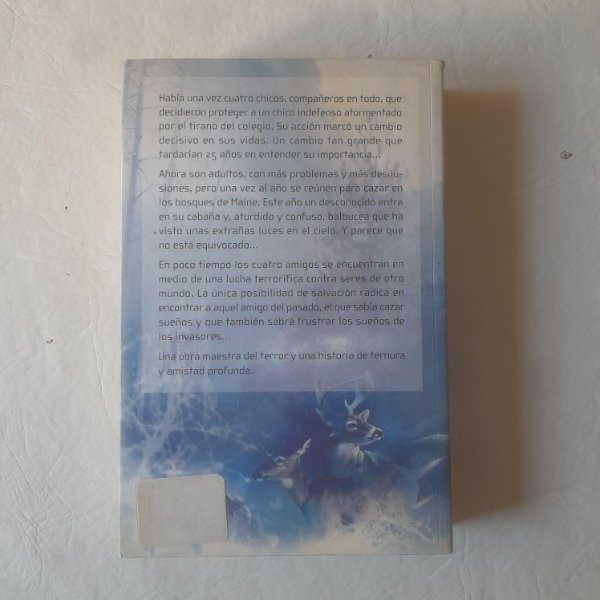 Había una vez cuatro chicos, compañeros en todo, que
decidieron proteger a un chico indefenso atormentado
por el tirano del colegio. Su acción marcó un cambio
decisivo en sus vidas. Un cambio tan grande que
tardarían 25 años en entender su importancia...
Ahora son adultos, con más problemas y más desilu-
siones, pero una vez al año se reúnen para cazar en
los bosques de Maine. Este año un desconocido entra
en su cabaña y, aturdido y confuso, balbucea que ha
visto unas extrañas luces en el cielo. Y parece que
no está equivocado...
En poco tiempo los cuatro amigos se encuentran en
medio de una lucha terrorífica contra seres de otro
mundo. La única posibilidad de salvación radica en
encontrar a aquel amigo del pasado, el que sabía cazar
sueños y que también sabrá frustrar los sueños de
los invasores...
Una obra maestra del terror y una historia de ternura
y amistad profunda.